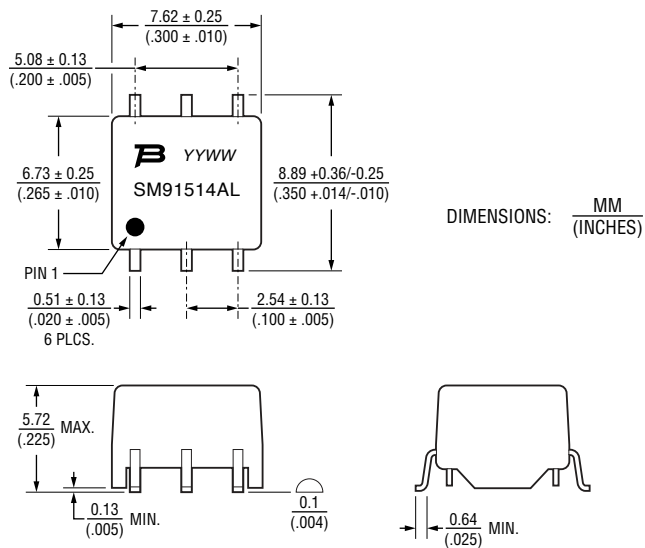 7.62 ± 0.25
(.300 ± .010)
5.08 ± 0.13
(.200 ± .005)
6.73 ± 0.25
(.265 ± .010)
B YYWW
SM91514AL
8.89 +0.36/-0.25
(.350 +.014/-.010)
DIMENSIONS: MM
(INCHES)
PIN 1
0.51 ± 0.13
(.020 ± .005)
6 PLCS.
2.54 ± 0.13
(.100 ± .005)
5.72
(.225) MAX.
0.13
(.005) MIN.
0.1
(.004)
0.64
(.025) MIN.